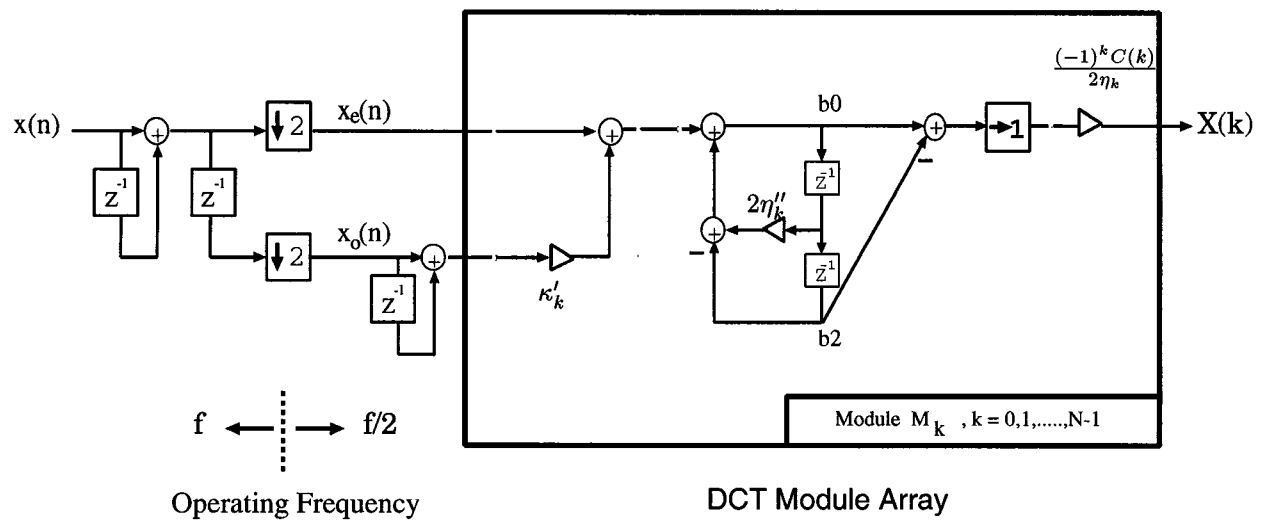 (-1)^k C(k)
2η_k
x(n)
+
z^-1
z^-1
↓2
x_e(n)
+
+
b0
+
→1
X(k)
z^-1
2η''_k
+
−
−
z^-1
b2
↓2
x_o(n)
+
z^-1
κ'_k
f
f/2
Operating Frequency
Module M_k , k = 0,1,.....,N-1
DCT Module Array